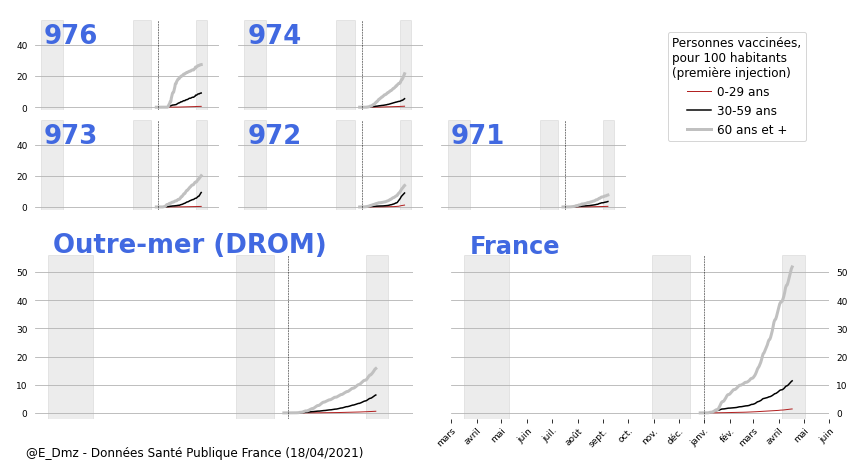 976
974
40
20
0
Personnes vaccinées,
pour 100 habitants
(première injection)
0-29 ans
30-59 ans
60 ans et +
973
972
971
40
20
0
Outre-mer (DROM)
France
50
40
30
20
10
0
50
40
30
20
10
0
mars avril mai juin juil. août sept. oct. nov. déc. janv. fév. mars avril mai juin
@E_Dmz - Données Santé Publique France (18/04/2021)